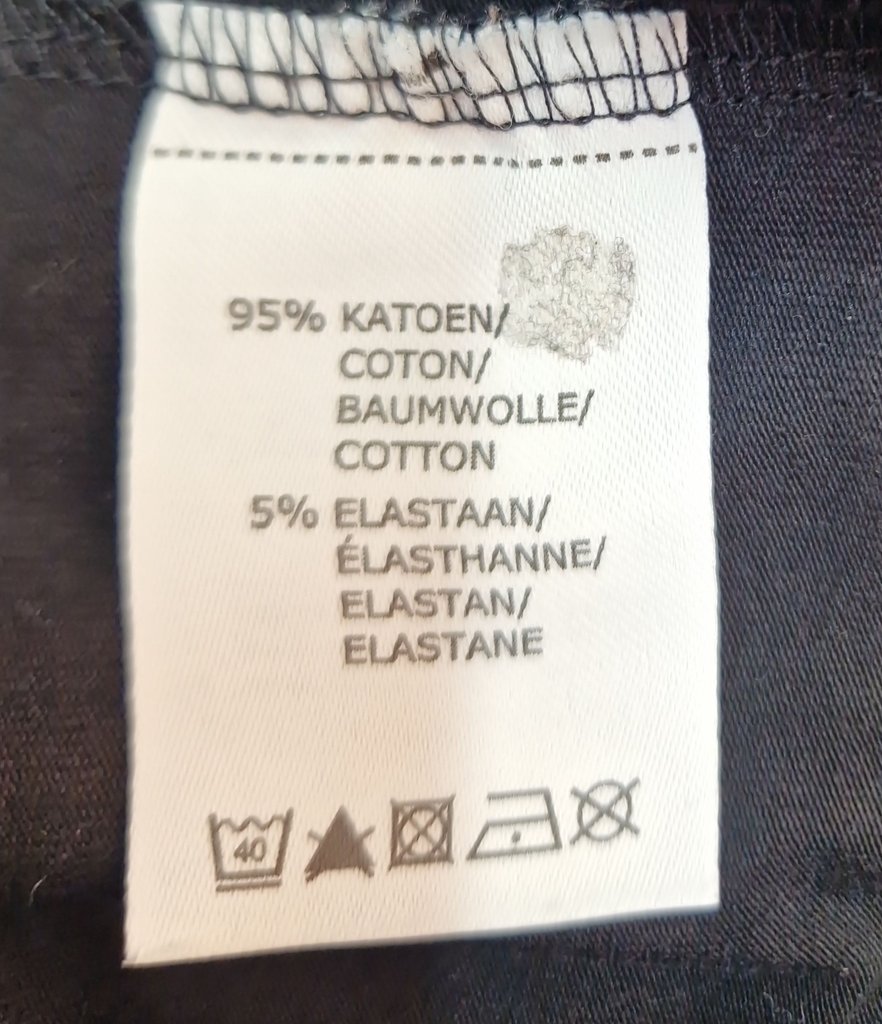 95% KATOEN/
COTON/
BAUMWOLLE/
COTTON
5% ELASTAAN/
ÉLASTHANNE/
ELASTAN/
ELASTANE
40